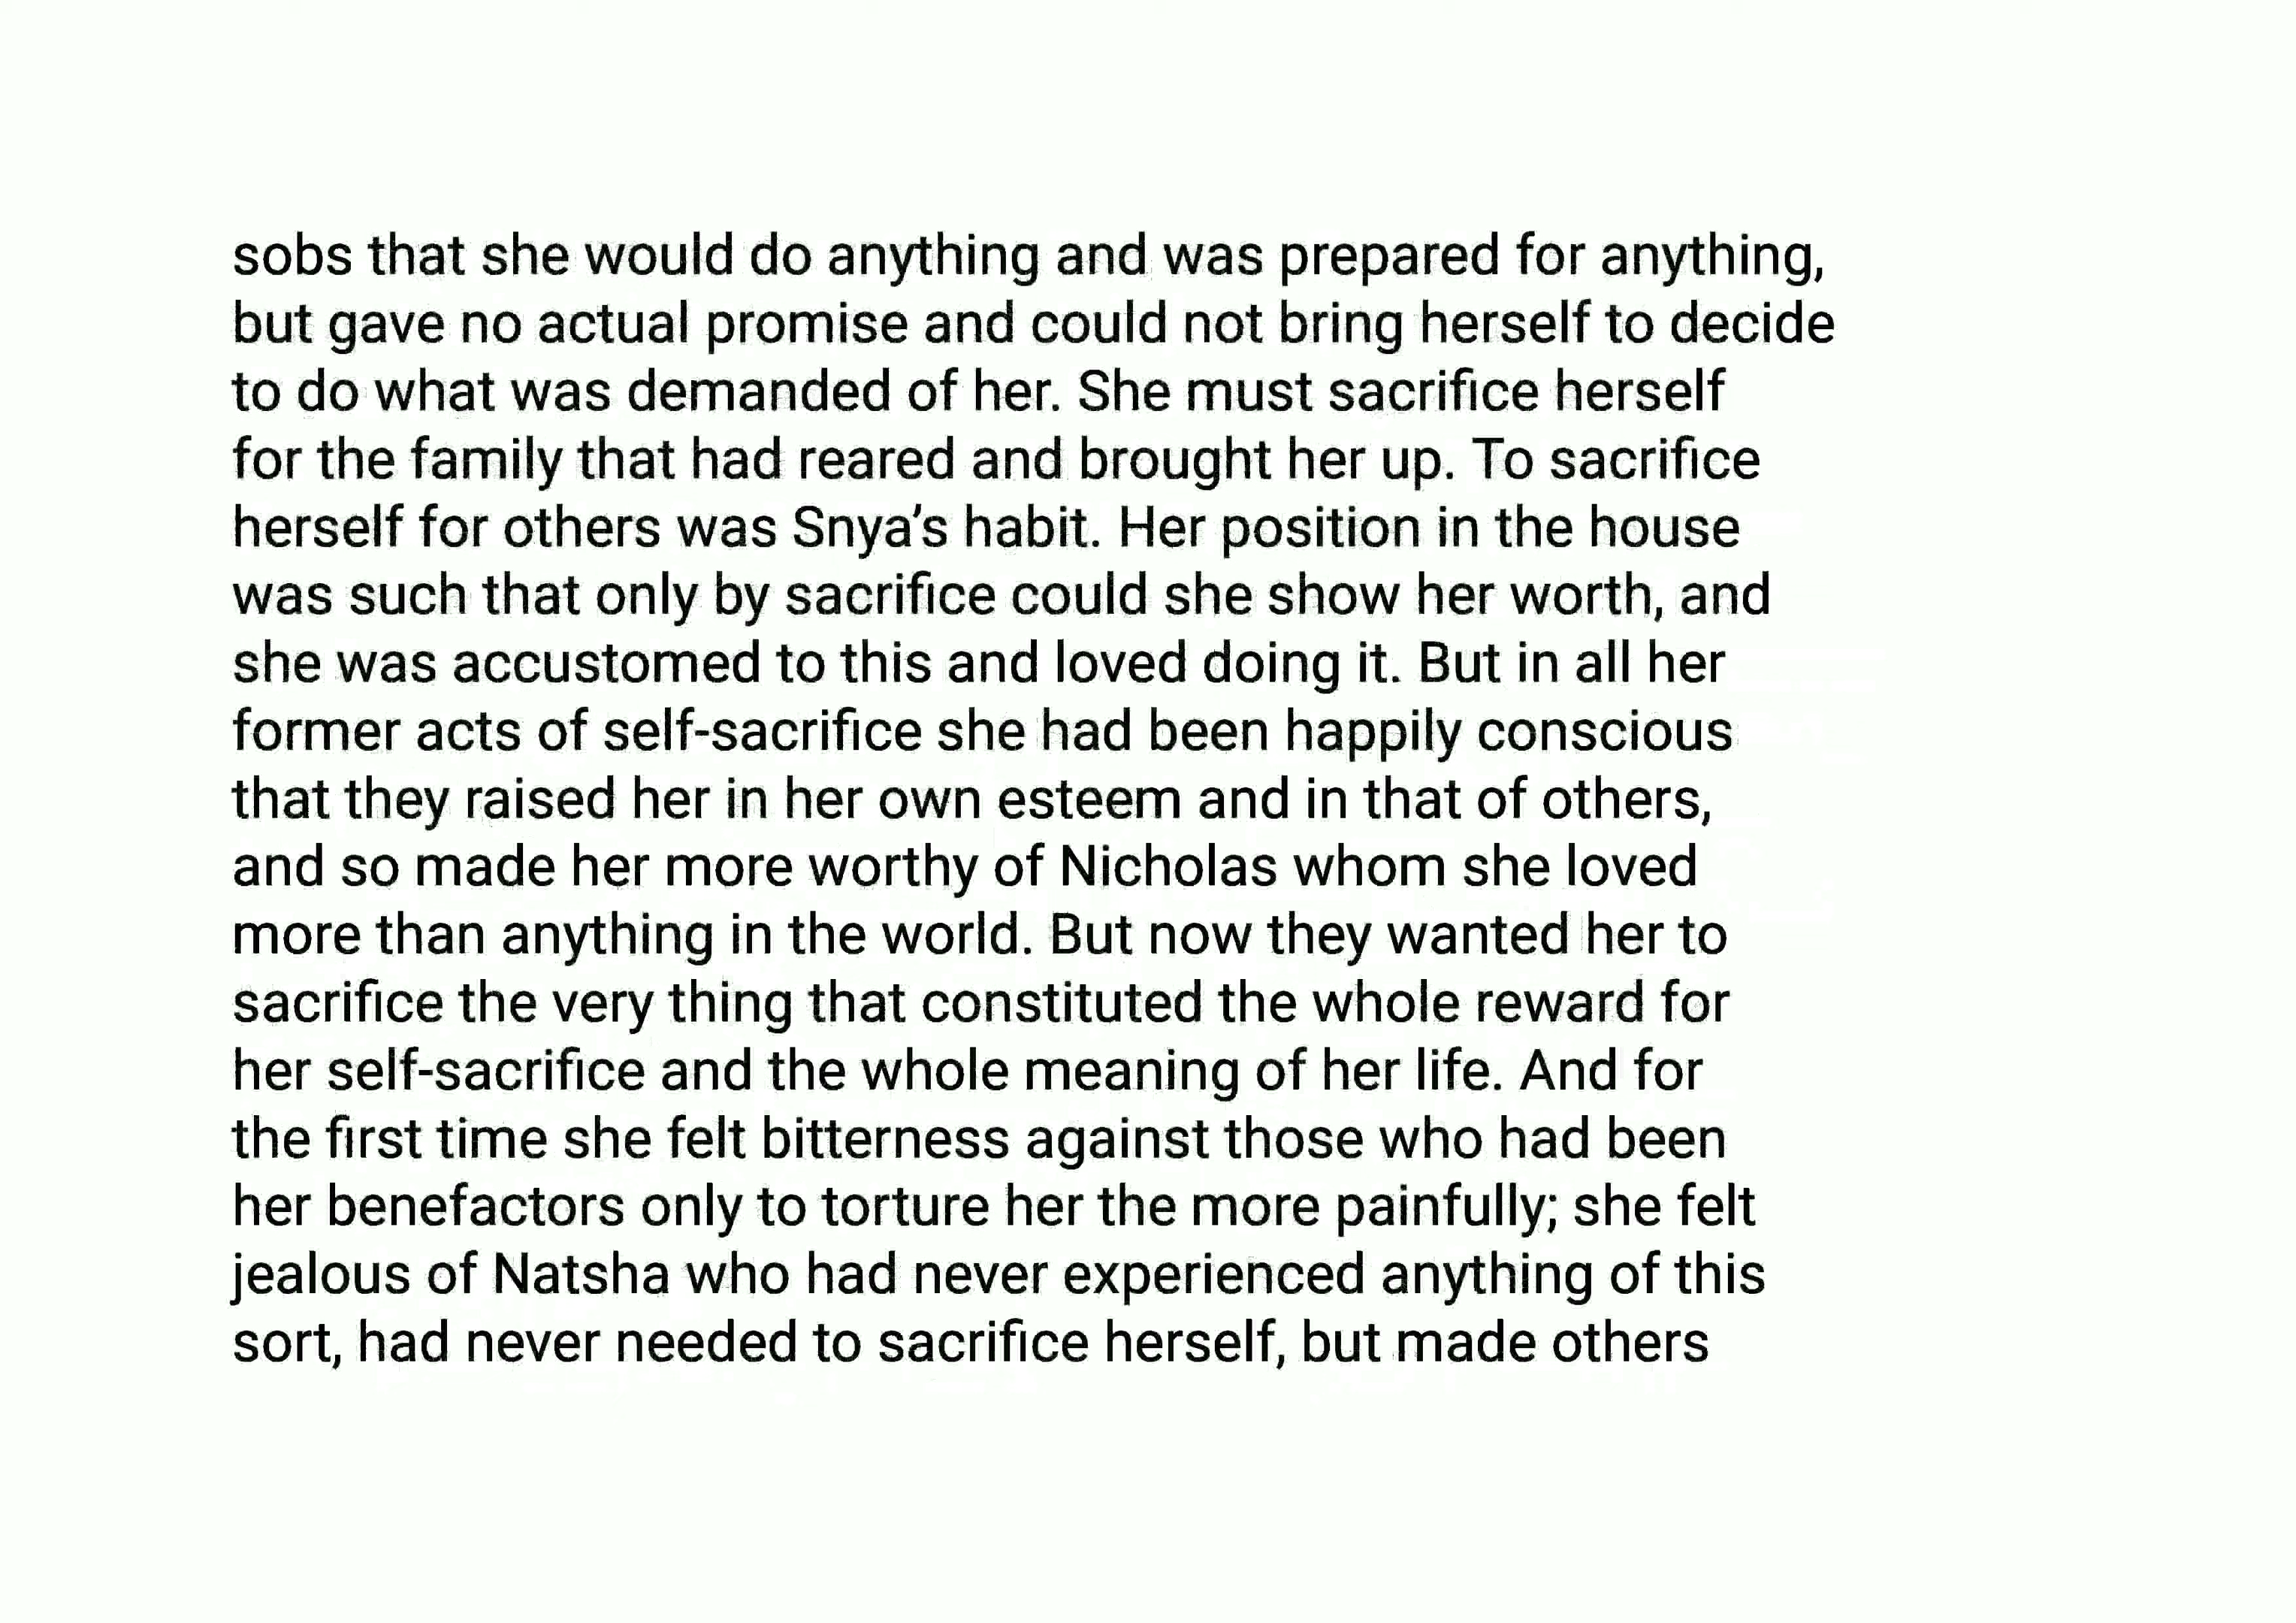 sobs that she would do anything and was prepared for anything,
but gave no actual promise and could not bring herself to decide
to do what was demanded of her. She must sacrifice herself
for the family that had reared and brought her up. To sacrifice
herself for others was Snya’s habit. Her position in the house
was such that only by sacrifice could she show her worth, and
she was accustomed to this and loved doing it. But in all her
former acts of self-sacrifice she had been happily conscious
that they raised her in her own esteem and in that of others,
and so made her more worthy of Nicholas whom she loved
more than anything in the world. But now they wanted her to
sacrifice the very thing that constituted the whole reward for
her self-sacrifice and the whole meaning of her life. And for
the first time she felt bitterness against those who had been
her benefactors only to torture her the more painfully; she felt
jealous of Natsha who had never experienced anything of this
sort, had never needed to sacrifice herself, but made others